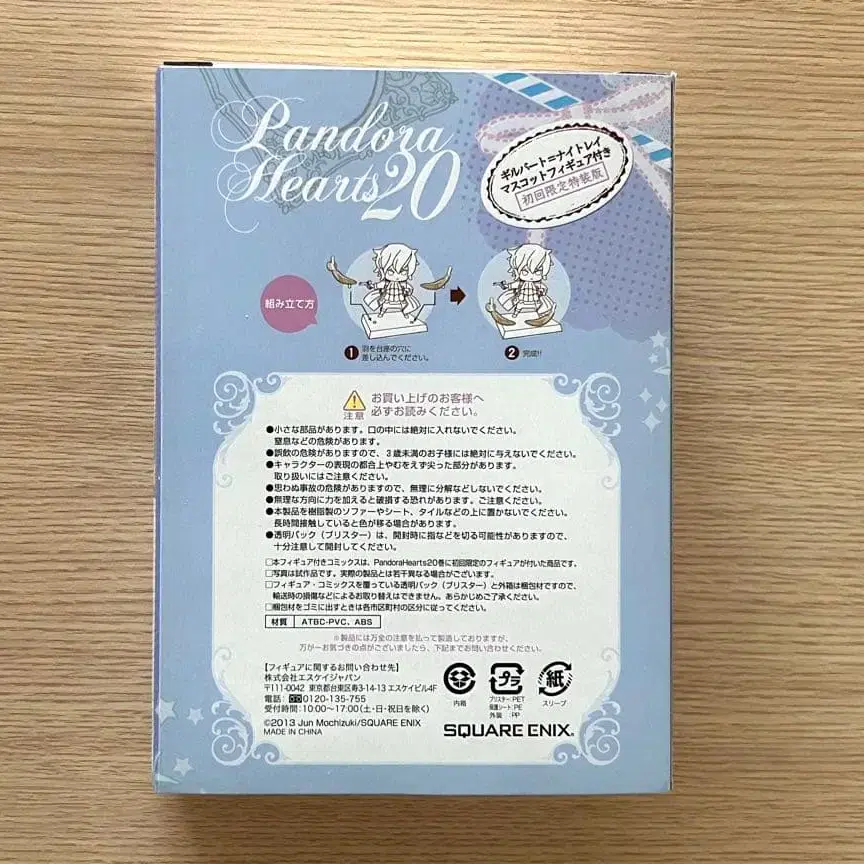 Pandora
Hearts20
ギルバート=ナイトレイ
マスコットフィギュア付き
初回限定特装版
組み立て方
1 羽を台座の穴に
差し込んでください。
2 完成!!
注意
お買い上げのお客様へ
必ずお読みください。
●小さな部品があります。口の中には絶対に入れないでください。
窒息などの危険があります。
●誤飲の危険がありますので、3歳未満のお子様には絶対に与えないでください。
●キャラクターの表現の都合上やむをえず尖った部分があります。
取り扱いにはご注意ください。
●思わぬ事故の危険がありますので、無理に分解などしないでください。
●無理な方向に力を加えると破損する恐れがあります。ご注意ください。
●本製品を樹脂製のソファーやシート、タイルなどの上に置かないでください。
長時間接触していると色が移る場合があります。
●透明パック(ブリスター)は、開封時に指などを切る可能性がありますので、
十分注意して開封してください。
□本フィギュア付きコミックスは、PandoraHearts20巻に初回限定のフィギュアが付いた商品です。
□写真は試作品です。実際の製品とは若干異なる場合がございます。
□フィギュア・コミックスを覆っている透明パック(ブリスター)と外箱は梱包材ですので、
輸送時の損傷などによるお取り替えはできません。あらかじめご了承ください。
□梱包材をゴミに出すときは各市区町村の区分に従ってください。
材質 ATBC-PVC、ABS
※製品には万全の注意を払って製造しておりますが、
万が一お気づきの点がございましたら、下記までお問い合わせください。
【フィギュアに関するお問い合わせ先】
株式会社エスケイジャパン
〒111-0042 東京都台東区寿3-14-13 エスケイビル4F
電話:0120-135-755
受付時間:10:00~17:00(土・日・祝日を除く)
©2013 Jun Mochizuki/SQUARE ENIX
MADE IN CHINA
内箱
プラ
ブリスター:PET
保護シート:PE
外装:PP
紙
スリーブ
SQUARE ENIX.